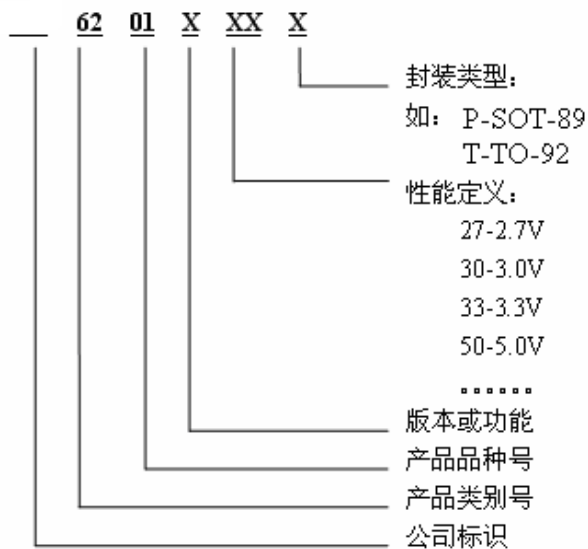 __ 62 01 X XX X
封装类型：
如： P-SOT-89
T-TO-92
性能定义：
27-2.7V
30-3.0V
33-3.3V
50-5.0V
。。。。。。
版本或功能
产品品种号
产品类别号
公司标识